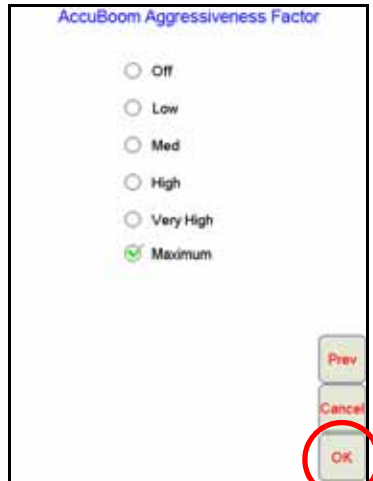 AccuBoom Aggressiveness Factor
Off
Low
Med
High
Very High
Maximum
Prev
Cancel
OK